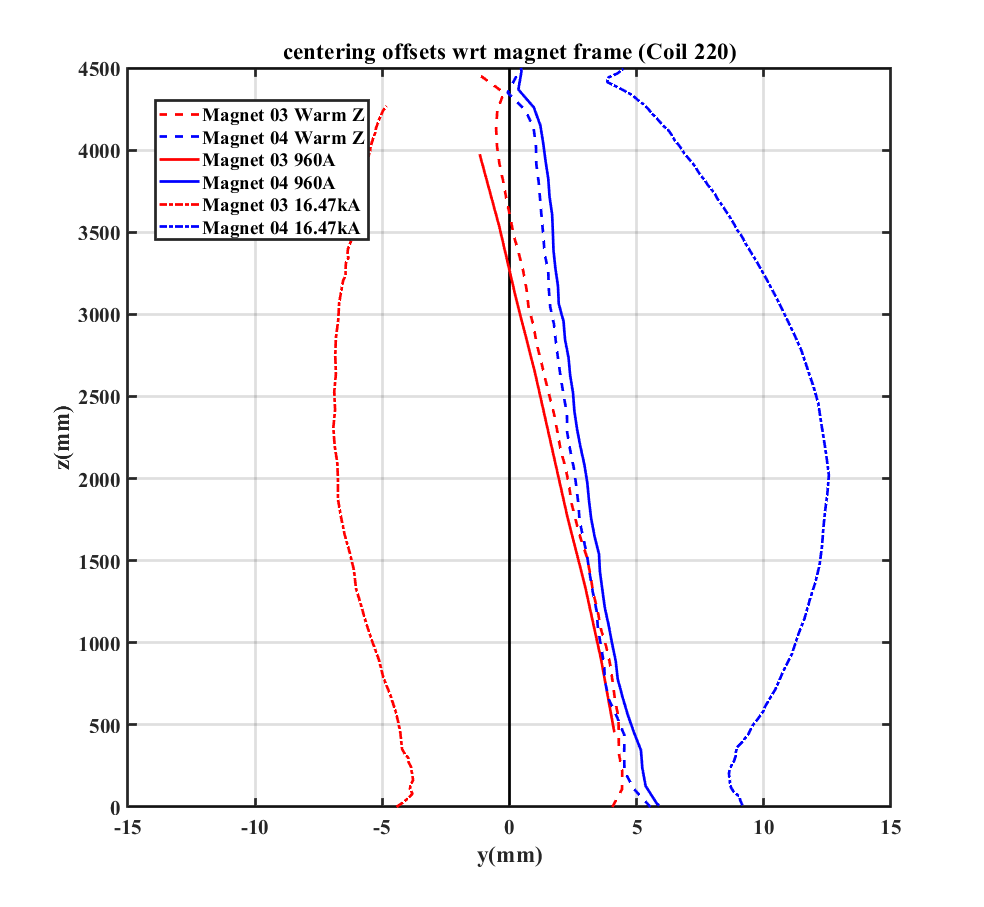 centering offsets wrt magnet frame (Coil 220)
4500
4000
3500
3000
2500
2000
1500
1000
500
0
z(mm)
Magnet 03 Warm Z
Magnet 04 Warm Z
Magnet 03 960A
Magnet 04 960A
Magnet 03 16.47kA
Magnet 04 16.47kA
-15 -10 -5 0 5 10 15
y(mm)